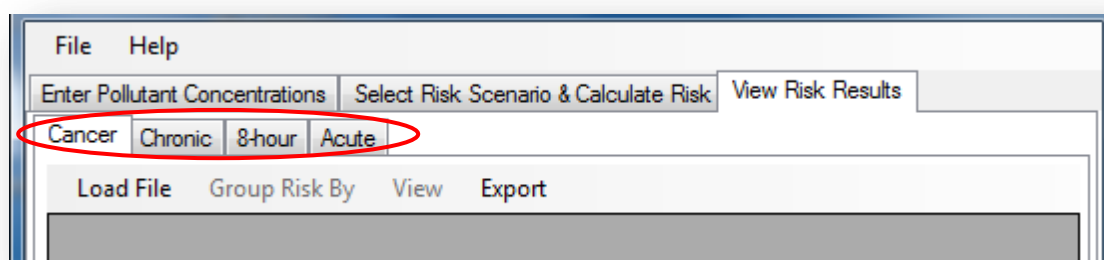 File Help
Enter Pollutant Concentrations Select Risk Scenario & Calculate Risk View Risk Results
Cancer Chronic 8-hour Acute
Load File Group Risk By View Export